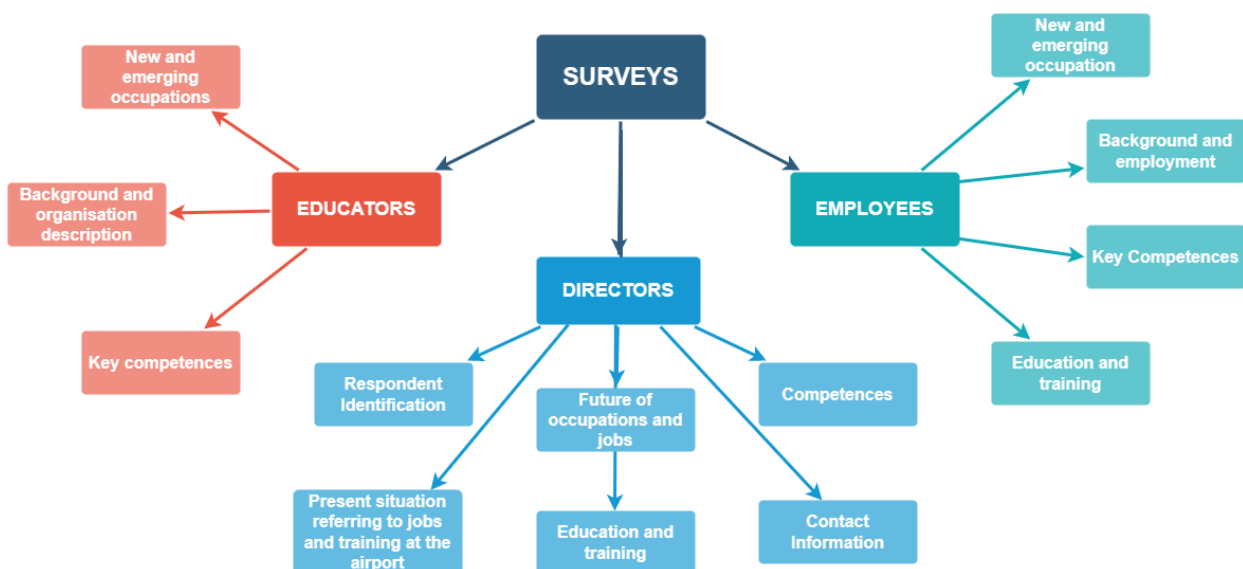 SURVEYS
New and
emerging
occupations
New and
emerging
occupation
Background and
employment
Background and
organisation
description
EDUCATORS
EMPLOYEES
Key Competences
DIRECTORS
Key competences
Respondent
Identification
Future of
occupations and
jobs
Competences
Education and
training
Present situation
referring to jobs
and training at the
airport
Education and
training
Contact
Information